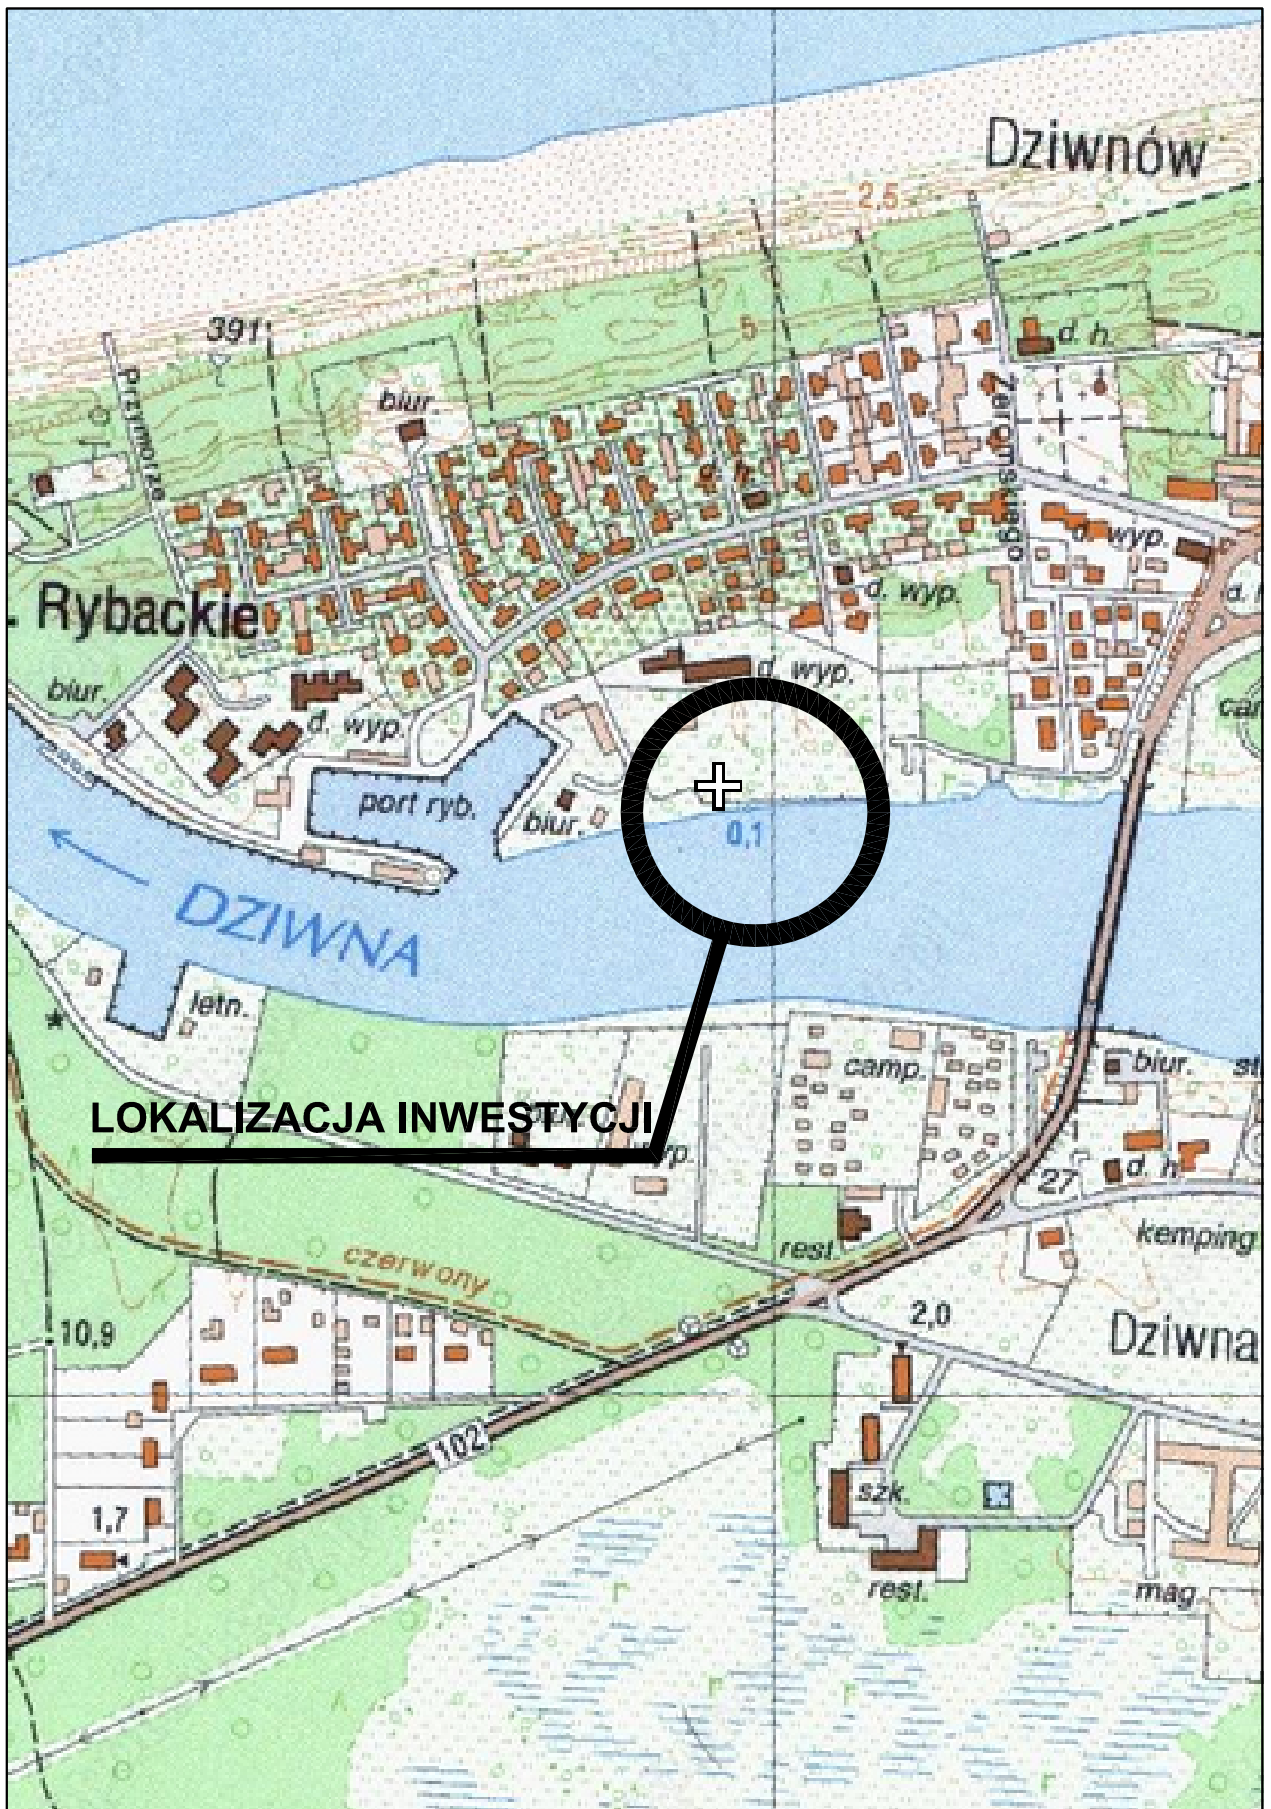 Dziwnów
2,5
391
5
d. h.
Przymorze
biur.
Żeromskiego
d. wyp.
. Rybackie
d. wyp.
d. wyp.
biur.
d. wyp.
port ryb.
biur.
0,1
DZIWNA
letn.
camp.
biur.
LOKALIZACJA INWESTYCJI
27
d. h.
rest.
kemping
czerwony
10,9
2,0
Dziwna
102
szk.
1,7
rest.
mag.